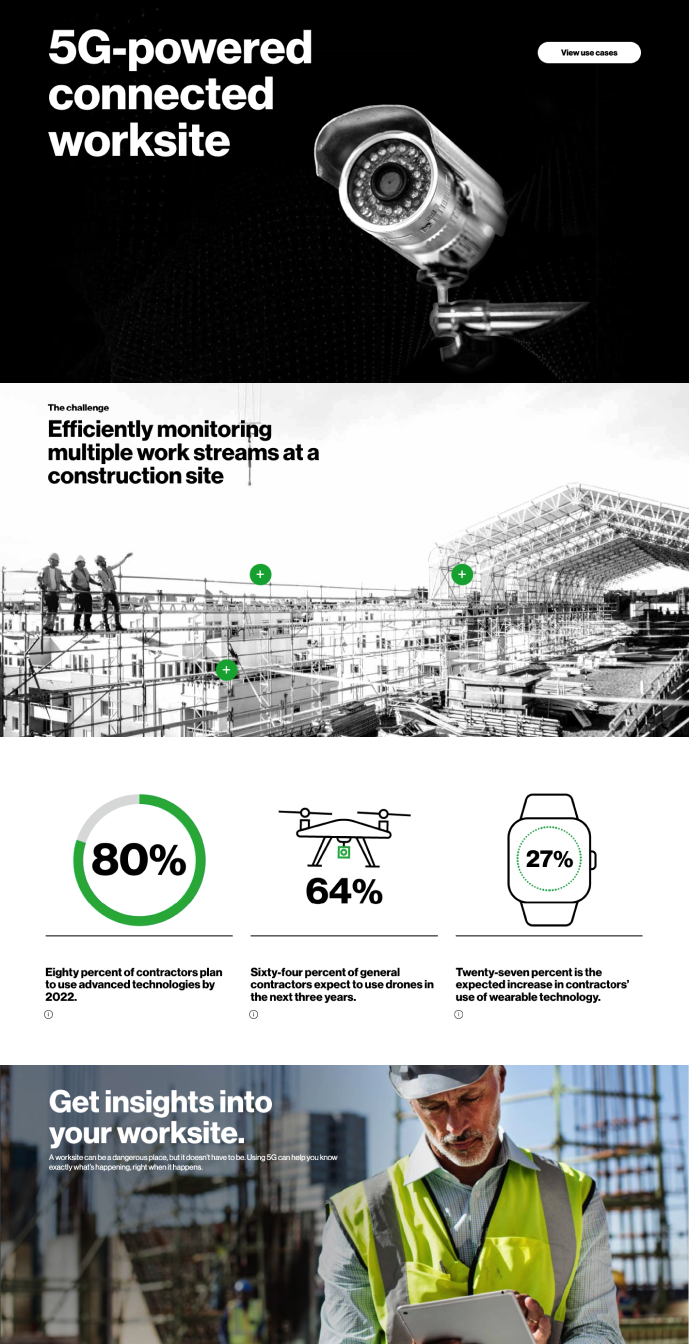 5G-powered
connected
worksite
View use cases
The challenge
Efficiently monitoring
multiple work streams at a
construction site
80%
64%
27%
Eighty percent of contractors plan
to use advanced technologies by
2022.
Sixty-four percent of general
contractors expect to use drones in
the next three years.
Twenty-seven percent is the
expected increase in contractors'
use of wearable technology.
Get insights into
your worksite.
A worksite can be a dangerous place, but it doesn't have to be. Using 5G can help you know
exactly what's happening, right when it happens.